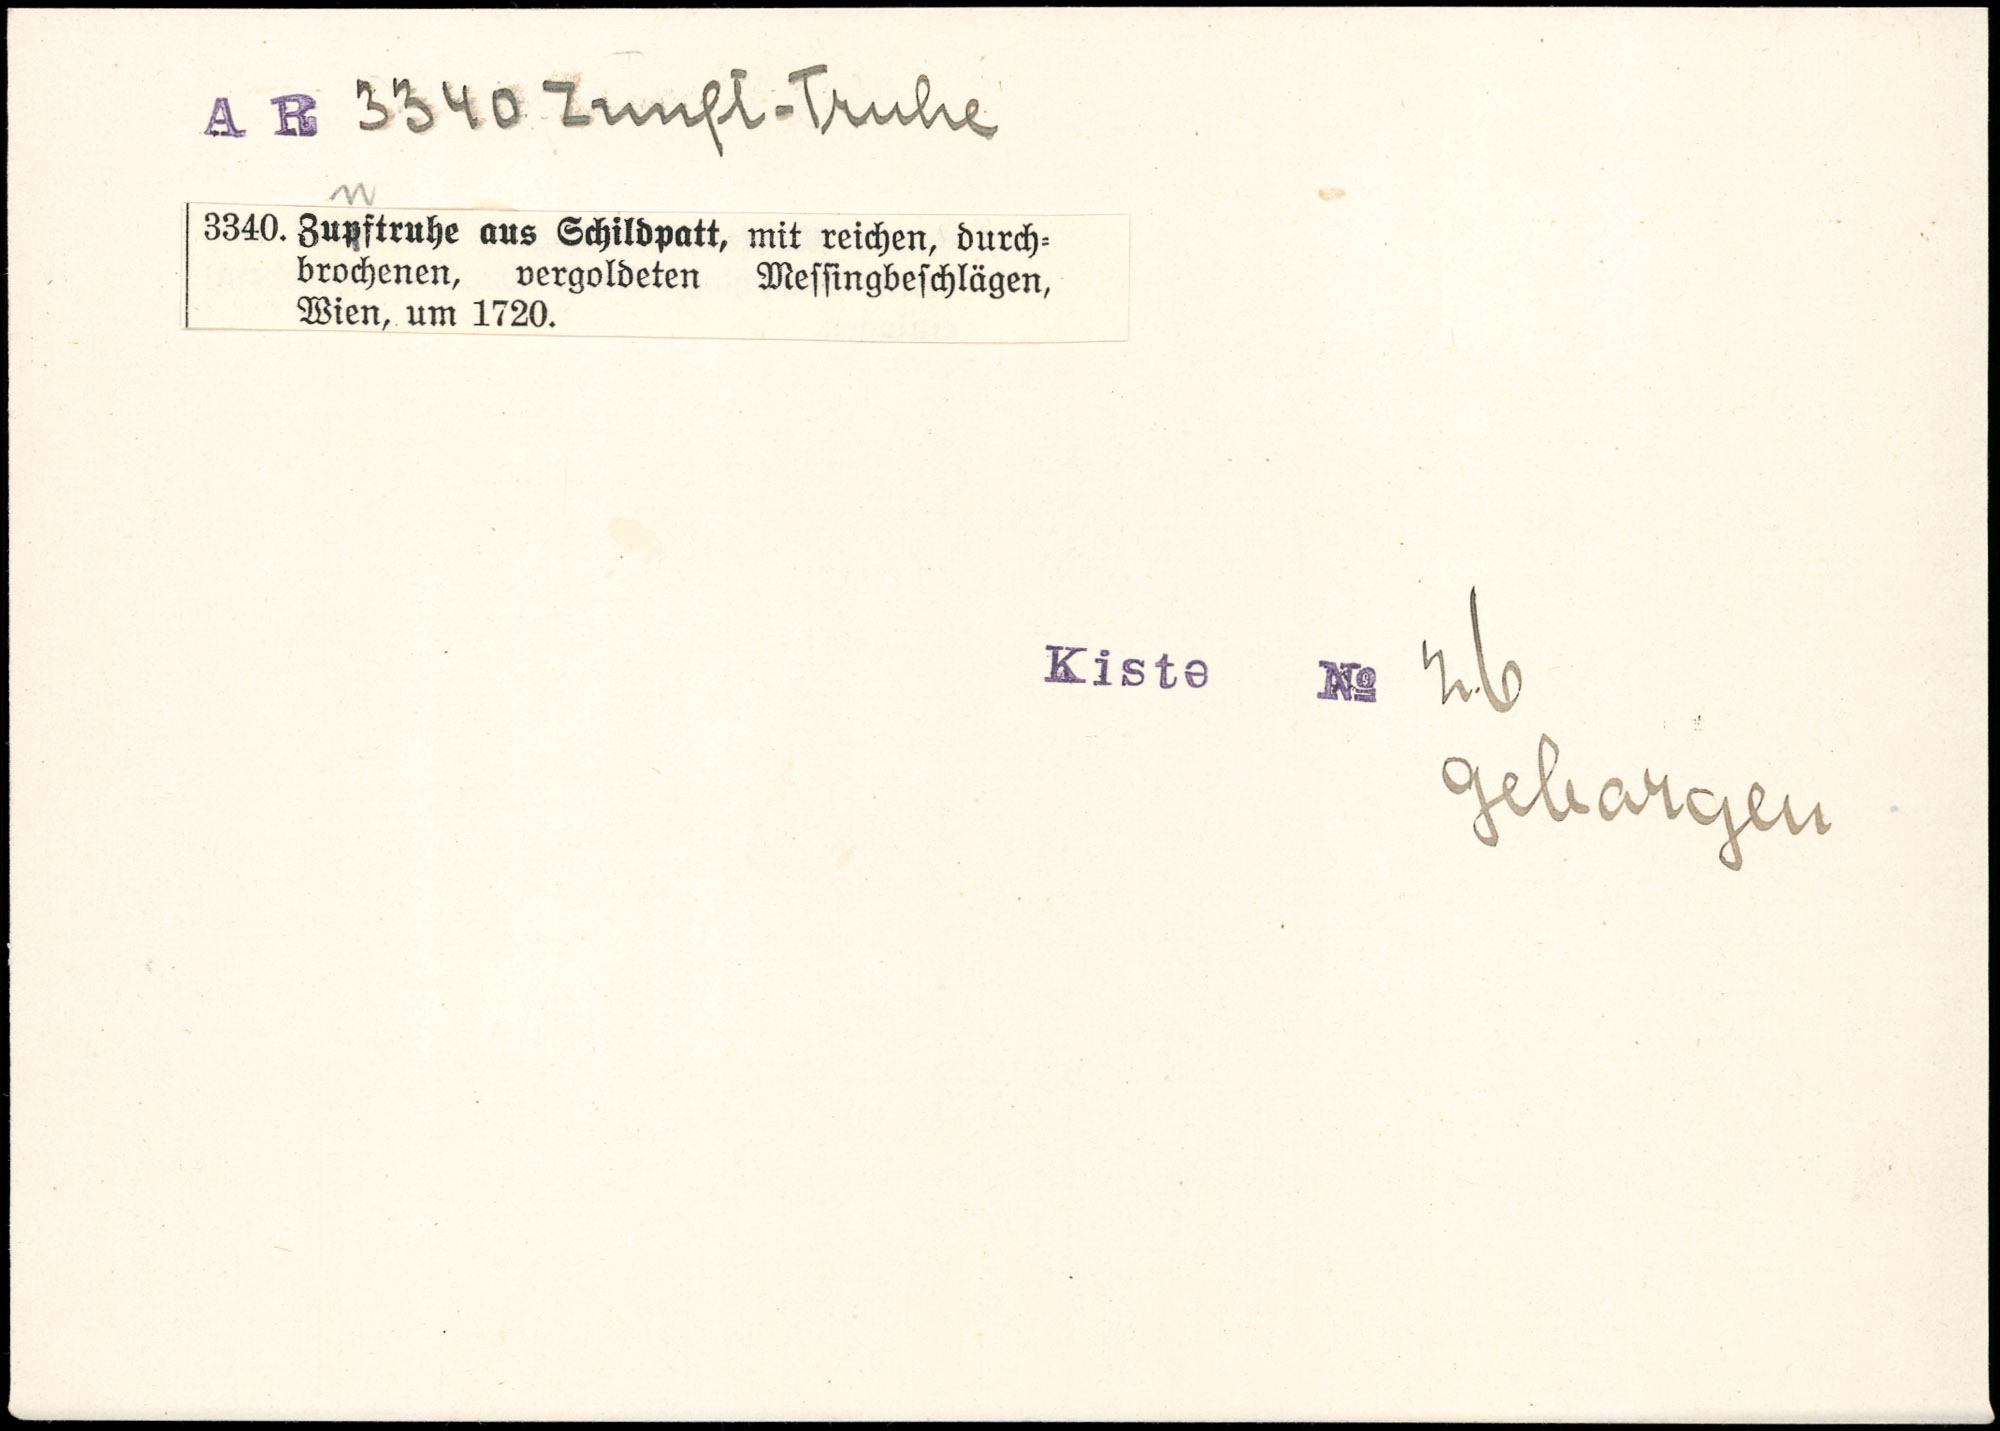 A R 3340 Zunft-Truhe
n
3340. Zupftruhe aus Schildpatt, mit reichen, durch-
brochenen, vergoldeten Messingbeschlägen,
Wien, um 1720.
Kiste № 26
geborgen